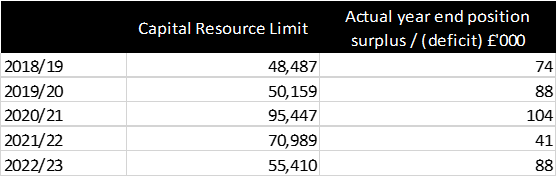 Capital Resource Limit Actual year end position
surplus / (deficit) £'000
2018/19 48,487 74
2019/20 50,159 88
2020/21 95,447 104
2021/22 70,989 41
2022/23 55,410 88